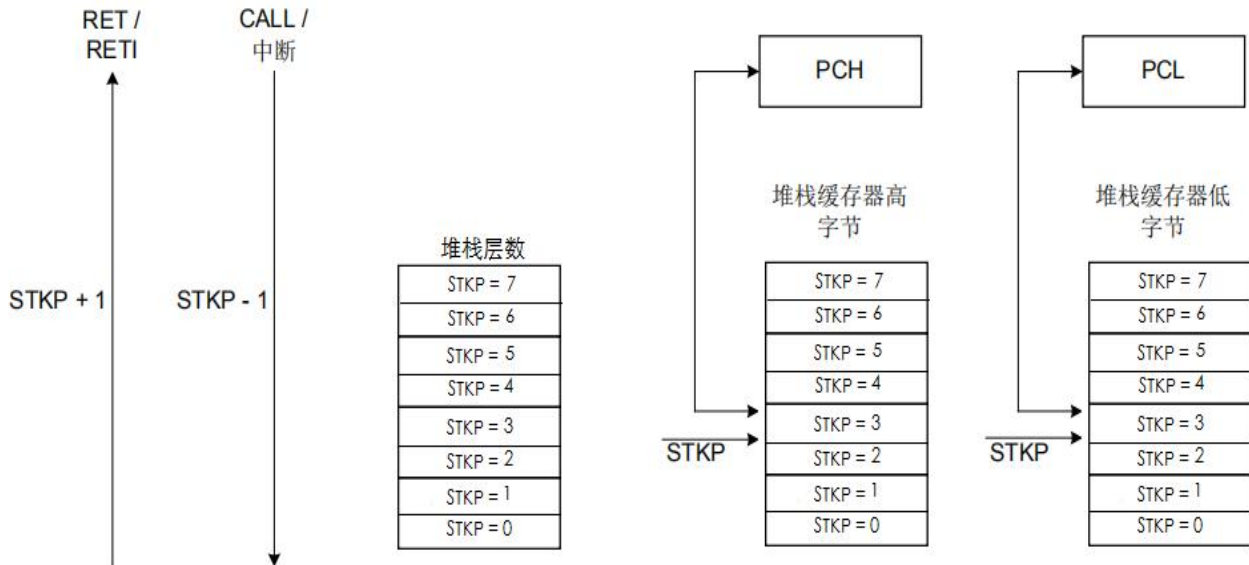 RET /
RETI
CALL /
中断
STKP + 1
STKP - 1
堆栈层数
STKP = 7
STKP = 6
STKP = 5
STKP = 4
STKP = 3
STKP = 2
STKP = 1
STKP = 0
PCH
堆栈缓存器高
字节
STKP = 7
STKP = 6
STKP = 5
STKP = 4
STKP = 3
STKP = 2
STKP = 1
STKP = 0
STKP
PCL
堆栈缓存器低
字节
STKP = 7
STKP = 6
STKP = 5
STKP = 4
STKP = 3
STKP = 2
STKP = 1
STKP = 0
STKP